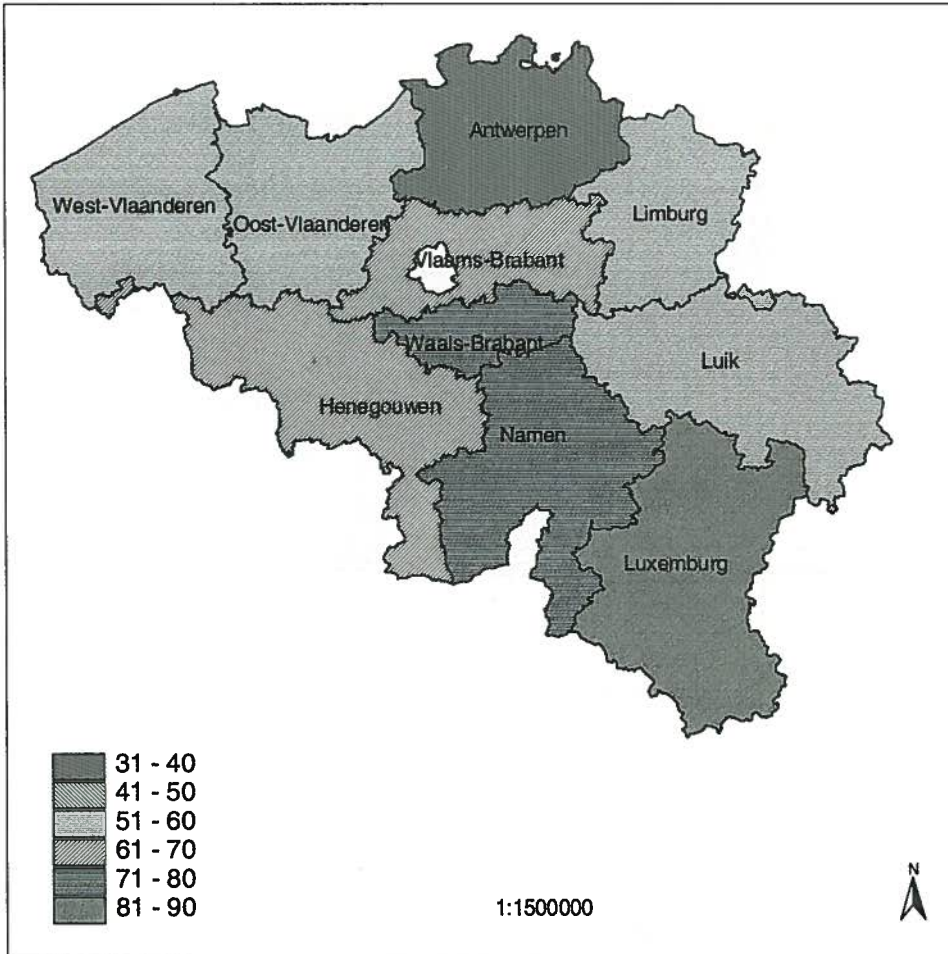 Antwerpen
West-Vlaanderen
Oost-Vlaanderen
Limburg
Vlaams-Brabant
Waals-Brabant
Luik
Henegouwen
Namen
Luxemburg
31 - 40
41 - 50
51 - 60
61 - 70
71 - 80
81 - 90
1:1500000
N